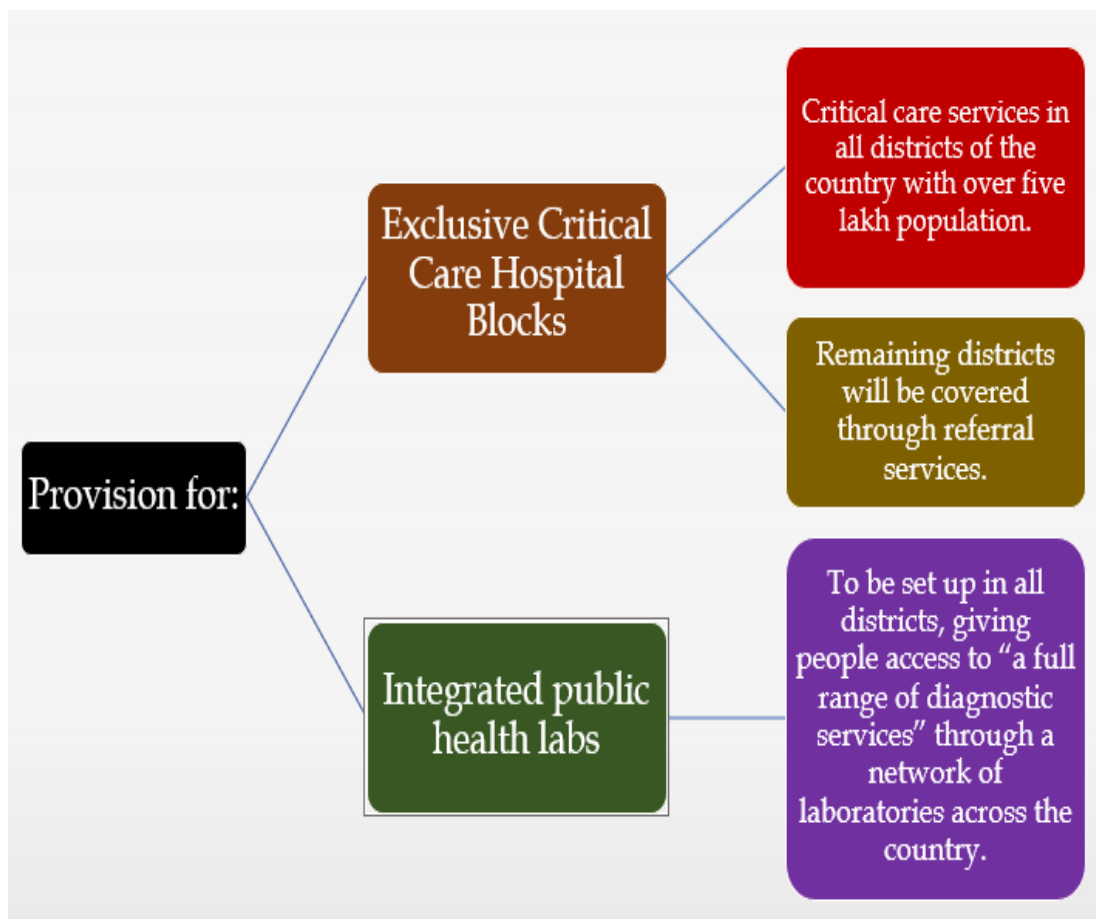 Provision for:
Exclusive Critical
Care Hospital
Blocks
Critical care services in
all districts of the
country with over five
lakh population.
Remaining districts
will be covered
through referral
services.
Integrated public
health labs
To be set up in all
districts, giving
people access to “a full
range of diagnostic
services” through a
network of
laboratories across the
country.